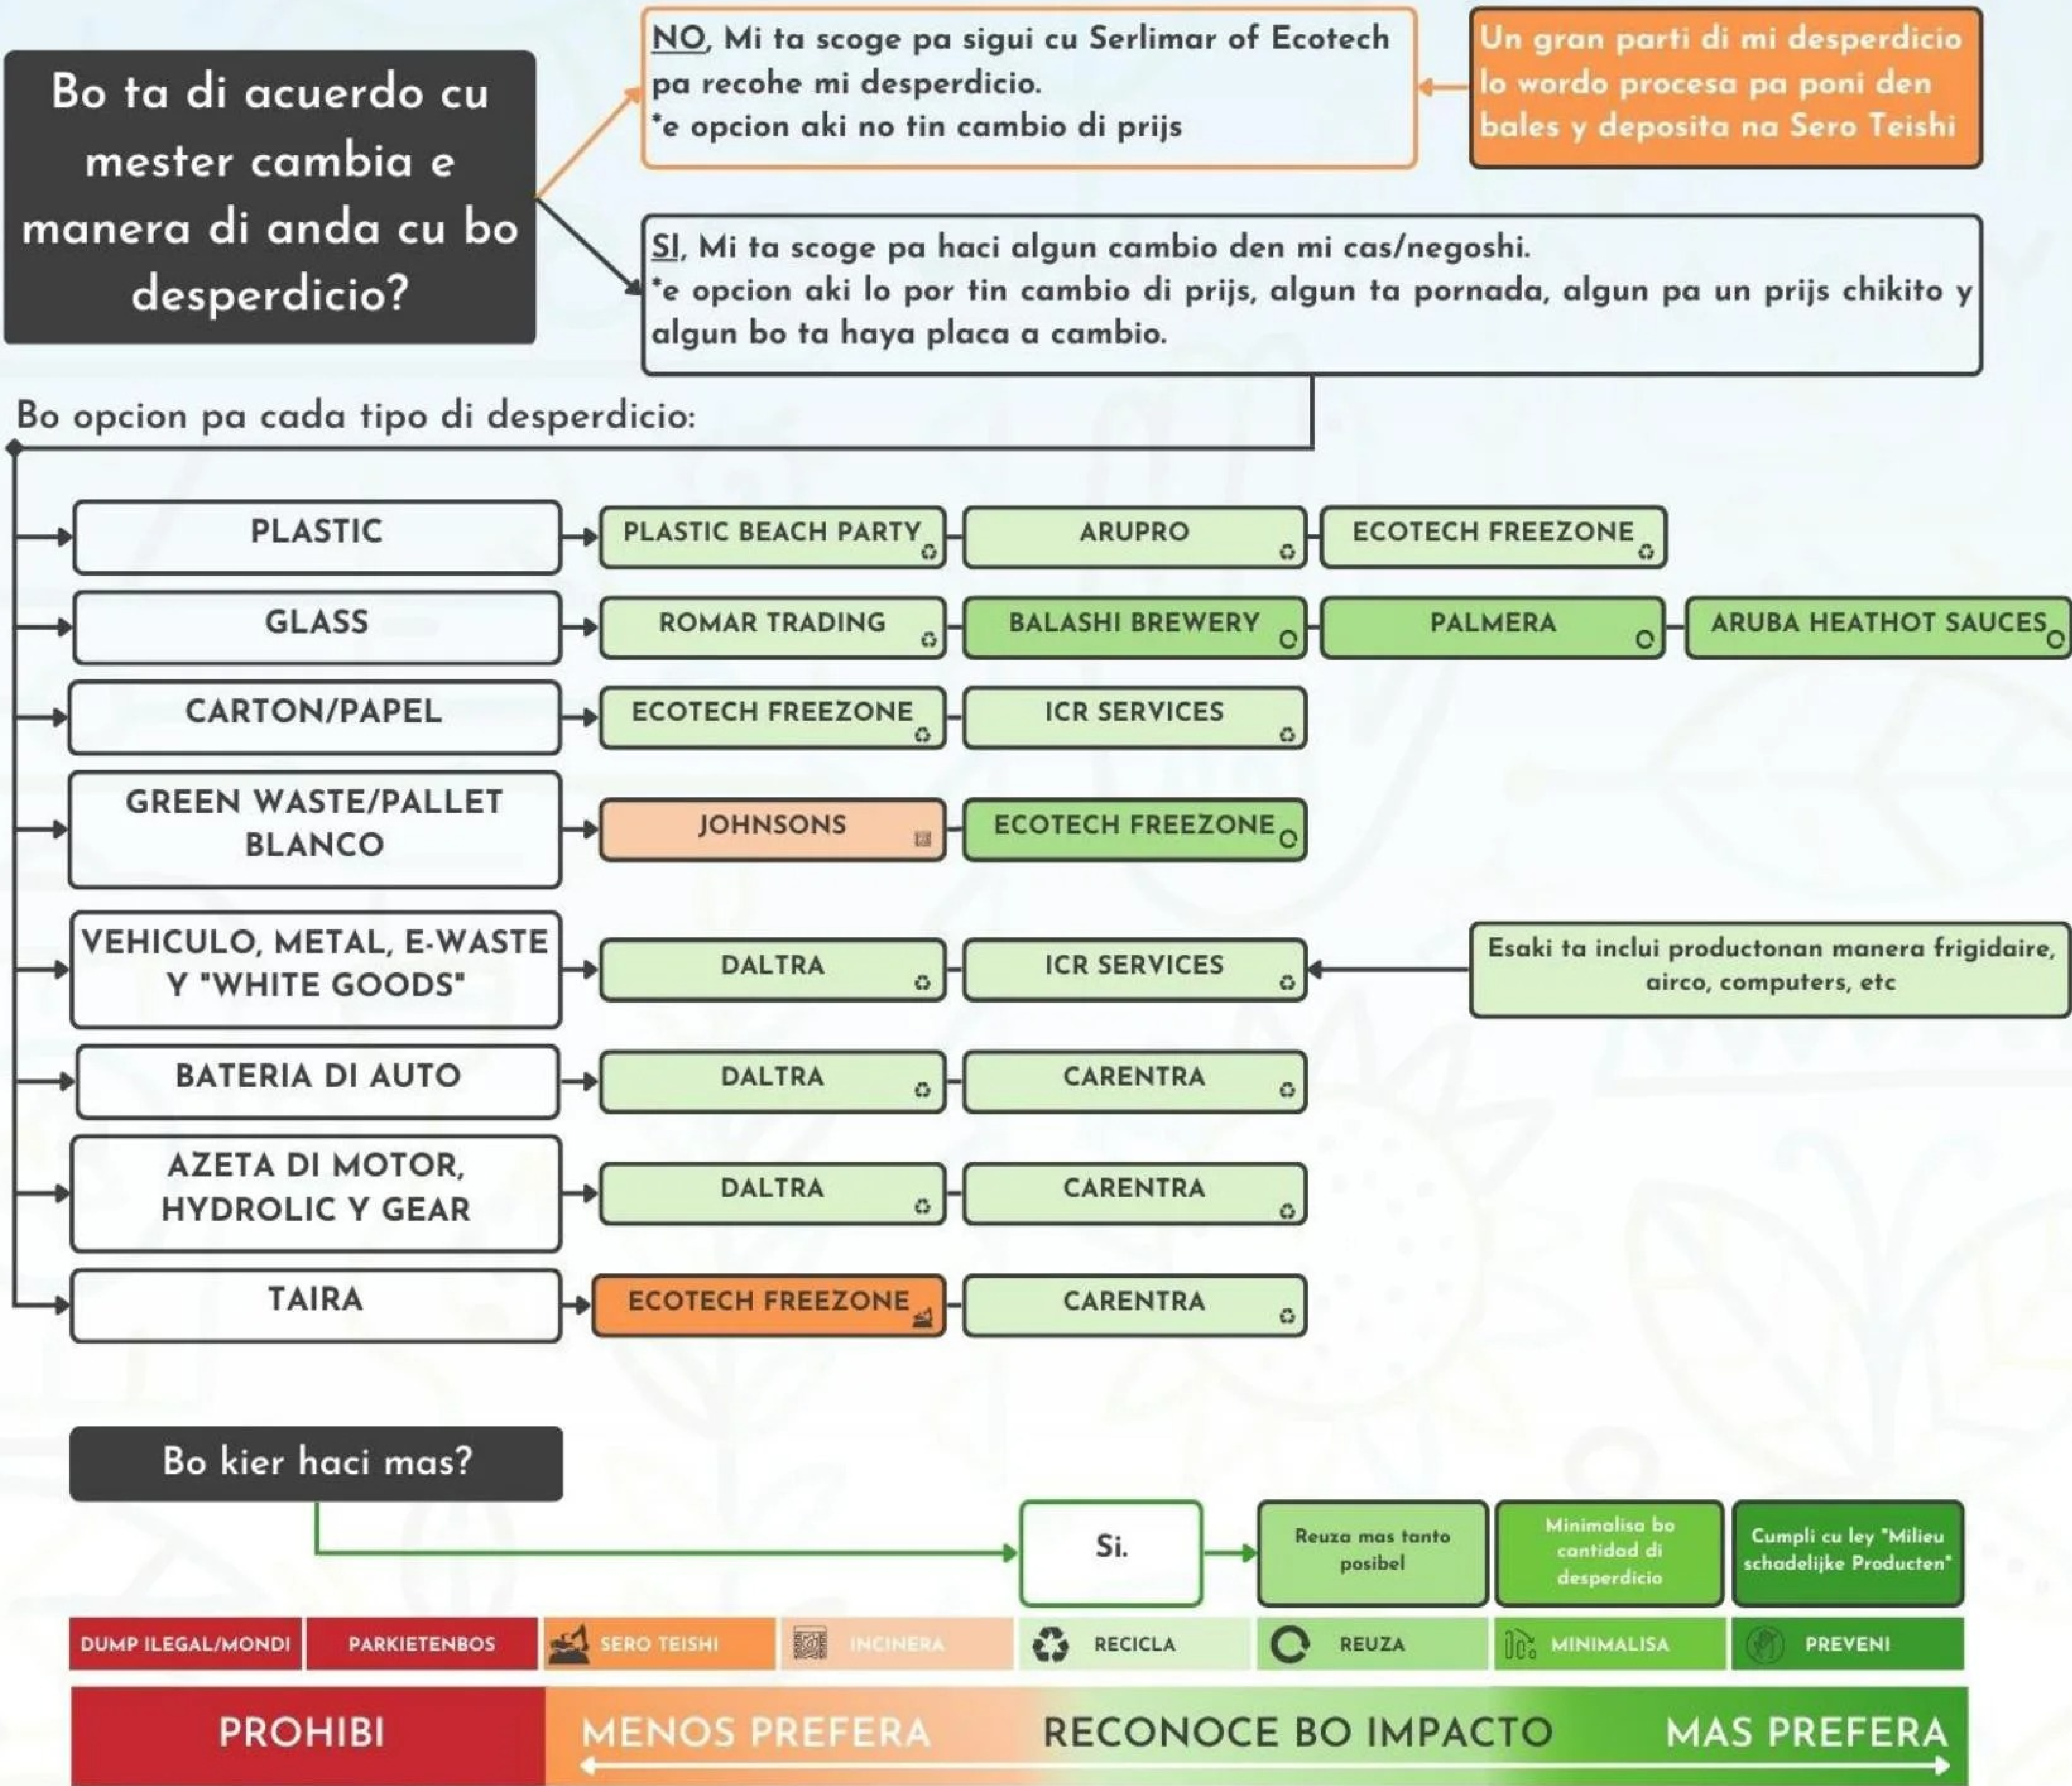 Bo ta di acuerdo cu
mester cambia e
manera di anda cu bo
desperdicio?
NO, Mi ta scoge pa sigui cu Serlimar of Ecotech
pa recohe mi desperdicio.
*e opcion aki no tin cambio di prijs
Un gran parti di mi desperdicio
lo wordo procesa pa poni den
bales y deposita na Sero Teishi
SI, Mi ta scoge pa haci algun cambio den mi cas/negoshi.
*e opcion aki lo por tin cambio di prijs, algun ta pornada, algun pa un prijs chikito y
algun bo ta haya placa a cambio.
Bo opcion pa cada tipo di desperdicio:
PLASTIC
PLASTIC BEACH PARTY
ARUPRO
ECOTECH FREEZONE
GLASS
ROMAR TRADING
BALASHI BREWERY
PALMERA
ARUBA HEATHOT SAUCES
CARTON/PAPEL
ECOTECH FREEZONE
ICR SERVICES
GREEN WASTE/PALLET
BLANCO
JOHNSONS
ECOTECH FREEZONE
VEHICULO, METAL, E-WASTE
Y "WHITE GOODS"
DALTRA
ICR SERVICES
Esaki ta inclui productonan manera frigidaire,
airco, computers, etc
BATERIA DI AUTO
DALTRA
CARENTRA
AZETA DI MOTOR,
HYDROLIC Y GEAR
DALTRA
CARENTRA
TAIRA
ECOTECH FREEZONE
CARENTRA
Bo kier haci mas?
Si.
Reuza mas tanto
posibel
Minimalisa bo
cantidad di
desperdicio
Cumpli cu ley "Milieu
schadelijke Producten"
DUMP ILEGAL/MONDI
PARKIETENBOS
SERO TEISHI
INCINERA
RECICLA
REUZA
MINIMALISA
PREVENI
PROHIBI
MENOS PREFERA
RECONOCE BO IMPACTO
MAS PREFERA